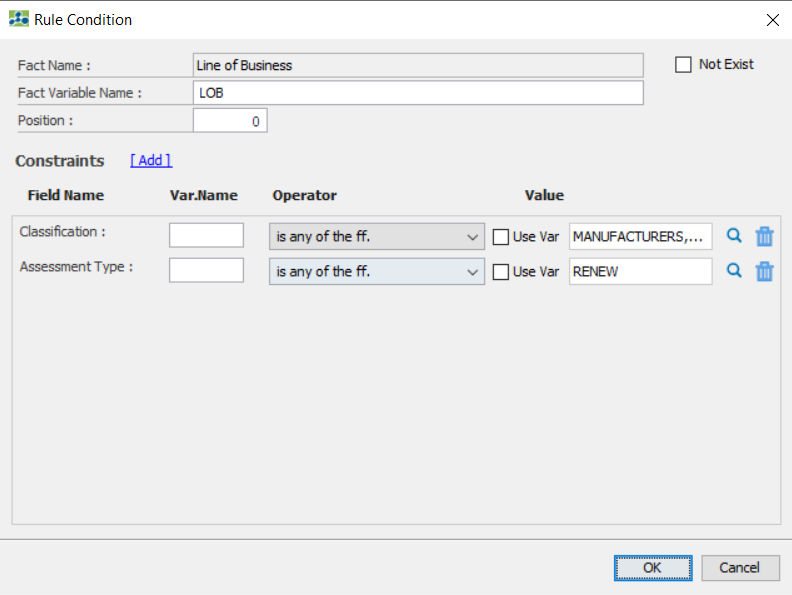 Rule Condition
Fact Name : Line of Business Not Exist
Fact Variable Name : LOB
Position : 0
Constraints [ Add ]
Field Name Var.Name Operator Value
Classification : is any of the ff. Use Var MANUFACTURERS,...
Assessment Type : is any of the ff. Use Var RENEW
OK Cancel